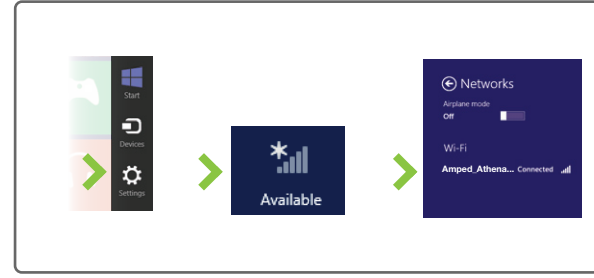 Start
Devices
Settings
Available
Networks
Airplane mode
Off
Wi-Fi
Amped_Athena... Connected